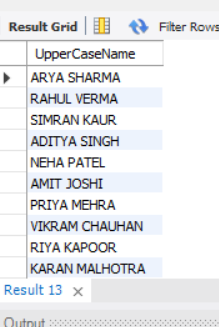 Result Grid Filter Rows
UpperCaseName
ARYA SHARMA
RAHUL VERMA
SIMRAN KAUR
ADITYA SINGH
NEHA PATEL
AMIT JOSHI
PRIYA MEHRA
VIKRAM CHAUHAN
RIYA KAPOOR
KARAN MALHOTRA
Result 13 ×
Output